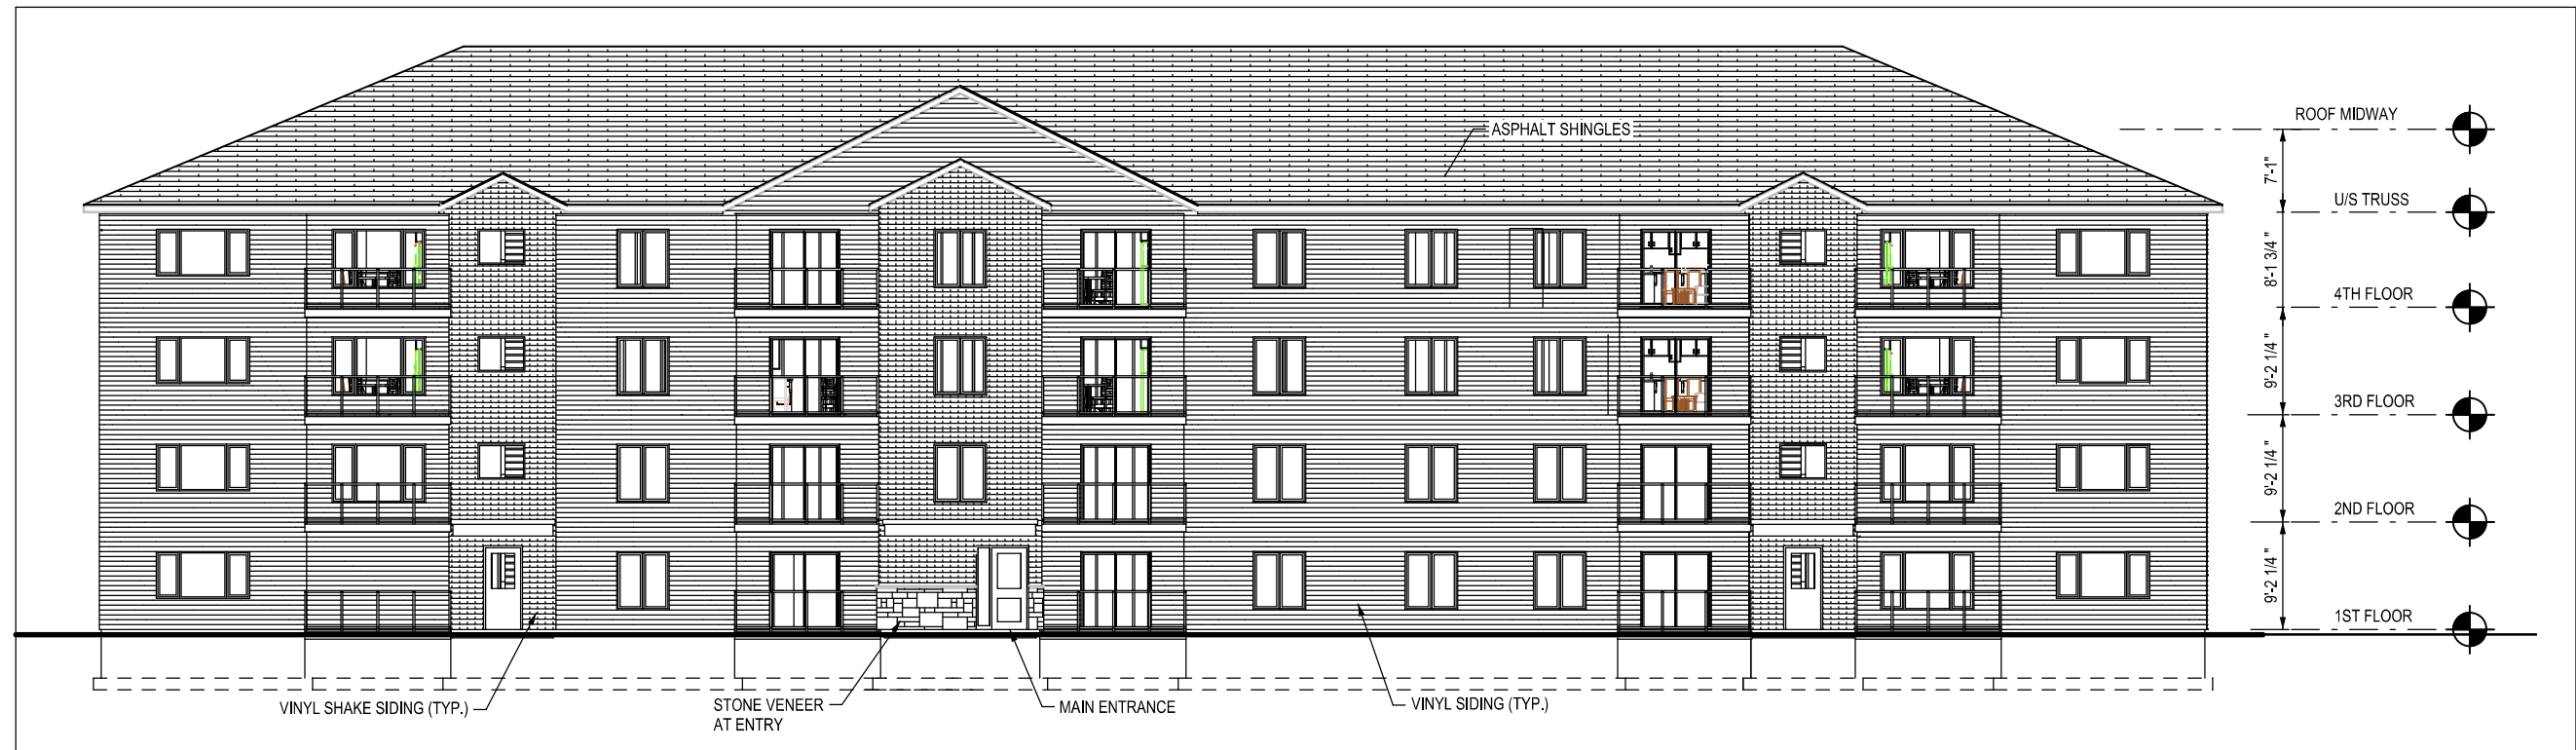 ROOF MIDWAY
ASPHALT SHINGLES
7'-1"
U/S TRUSS
8'-1 3/4 "
4TH FLOOR
9'-2 1/4 "
3RD FLOOR
9'-2 1/4 "
2ND FLOOR
9'-2 1/4 "
1ST FLOOR
VINYL SHAKE SIDING (TYP.)
STONE VENEER
AT ENTRY
MAIN ENTRANCE
VINYL SIDING (TYP.)